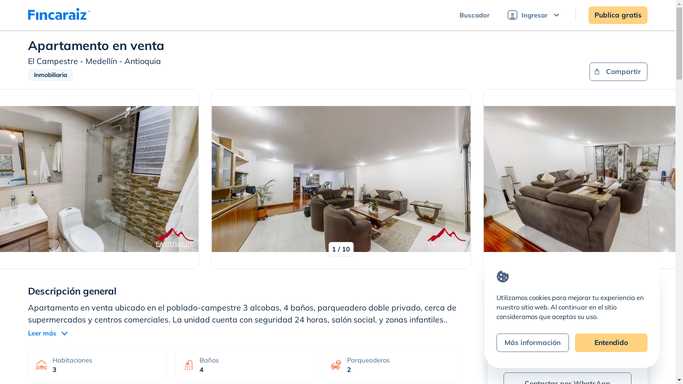 Fincaraiz
Buscador
Ingresar
Publica gratis
Apartamento en venta
El Campestre - Medellín - Antioquia
Inmobiliaria
Compartir
1 / 10
Descripción general
Apartamento en venta ubicado en el poblado-campestre 3 alcobas, 4 baños, parqueadero doble privado, cerca de
supermercados y centros comerciales. La unidad cuenta con seguridad 24 horas, salón social, y zonas infantiles..
Leer más
Habitaciones
3
Baños
4
Parqueaderos
2
Utilizamos cookies para mejorar tu experiencia en
nuestro sitio web. Al continuar en el sitio
consideramos que aceptas su uso.
Más información
Entendido
Contactar por WhatsApp